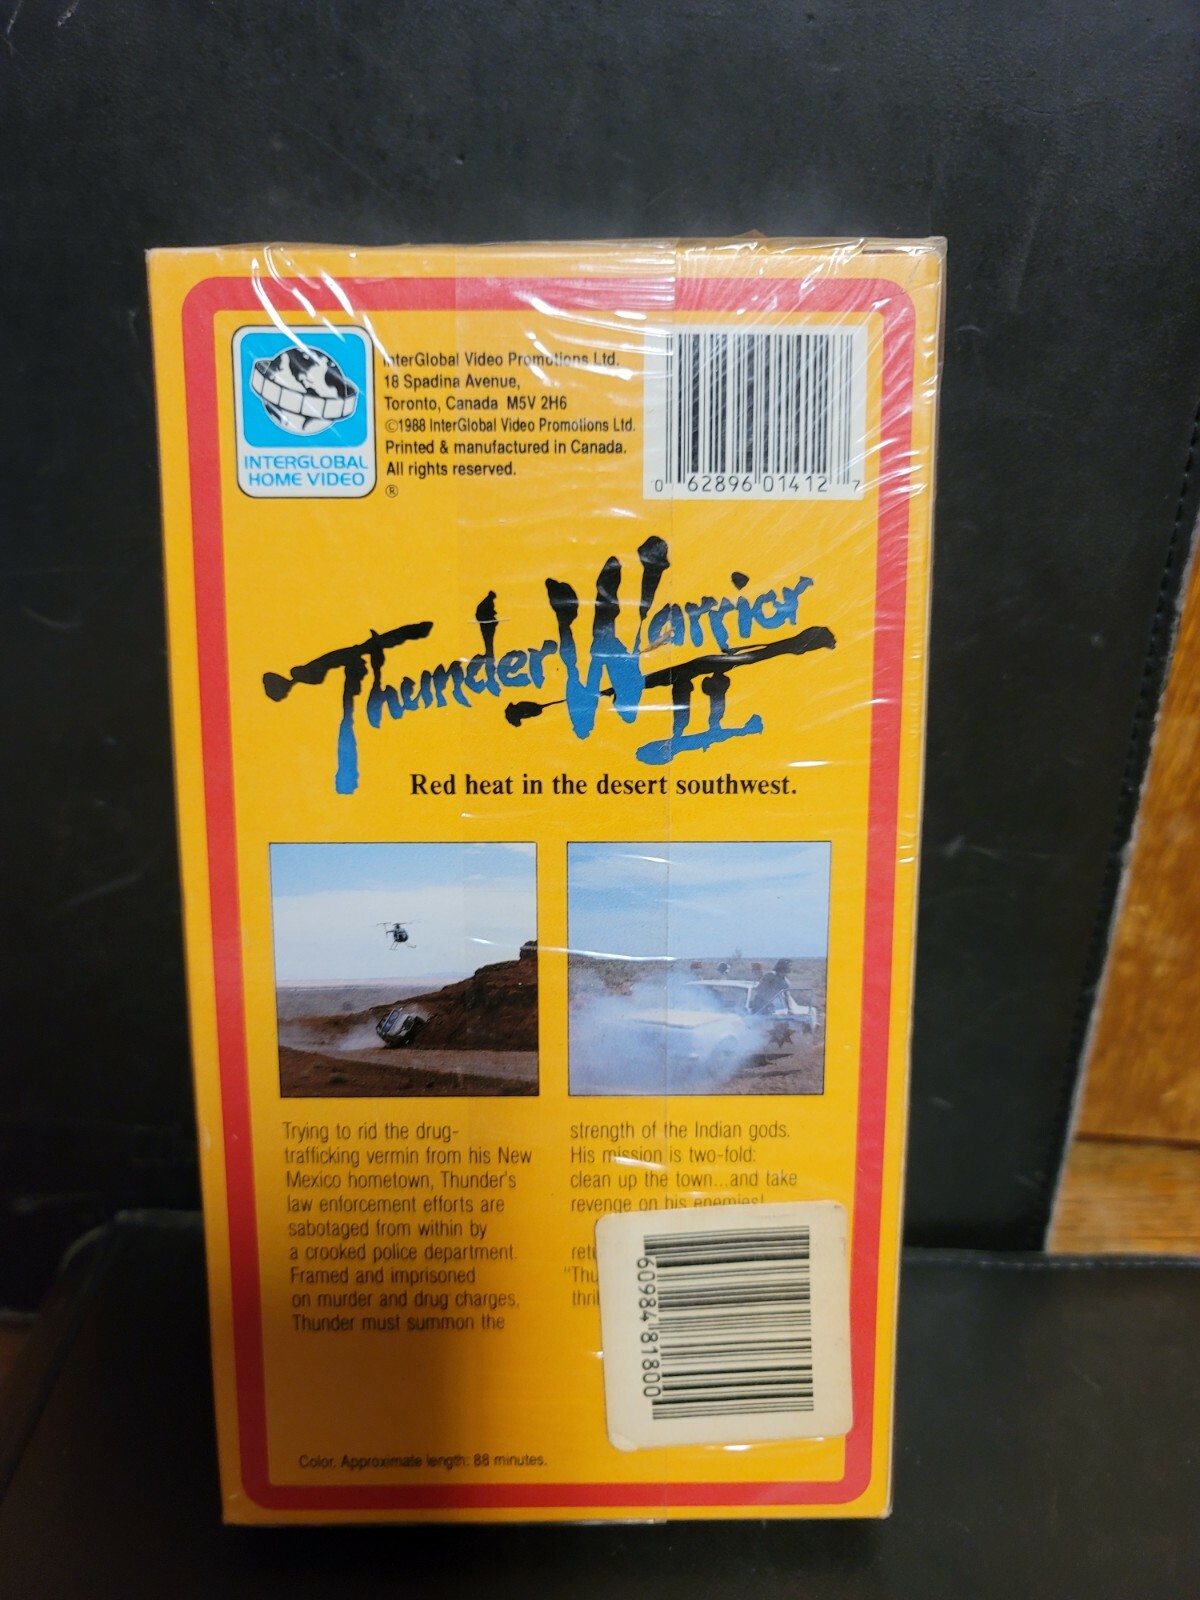 INTERGLOBAL
HOME VIDEO
InterGlobal Video Promotions Ltd.
18 Spadina Avenue,
Toronto, Canada M5V 2H6
©1988 InterGlobal Video Promotions Ltd.
Printed & manufactured in Canada.
All rights reserved.
®
0 62896 01412 7
Thunder Warrior
II
Red heat in the desert southwest.
Trying to rid the drug-
trafficking vermin from his New
Mexico hometown, Thunder's
law enforcement efforts are
sabotaged from within by
a crooked police department.
Framed and imprisoned
on murder and drug charges,
Thunder must summon the
strength of the Indian gods.
His mission is two-fold:
clean up the town...and take
revenge on his enemies!
60984 81800
Color. Approximate length: 88 minutes.